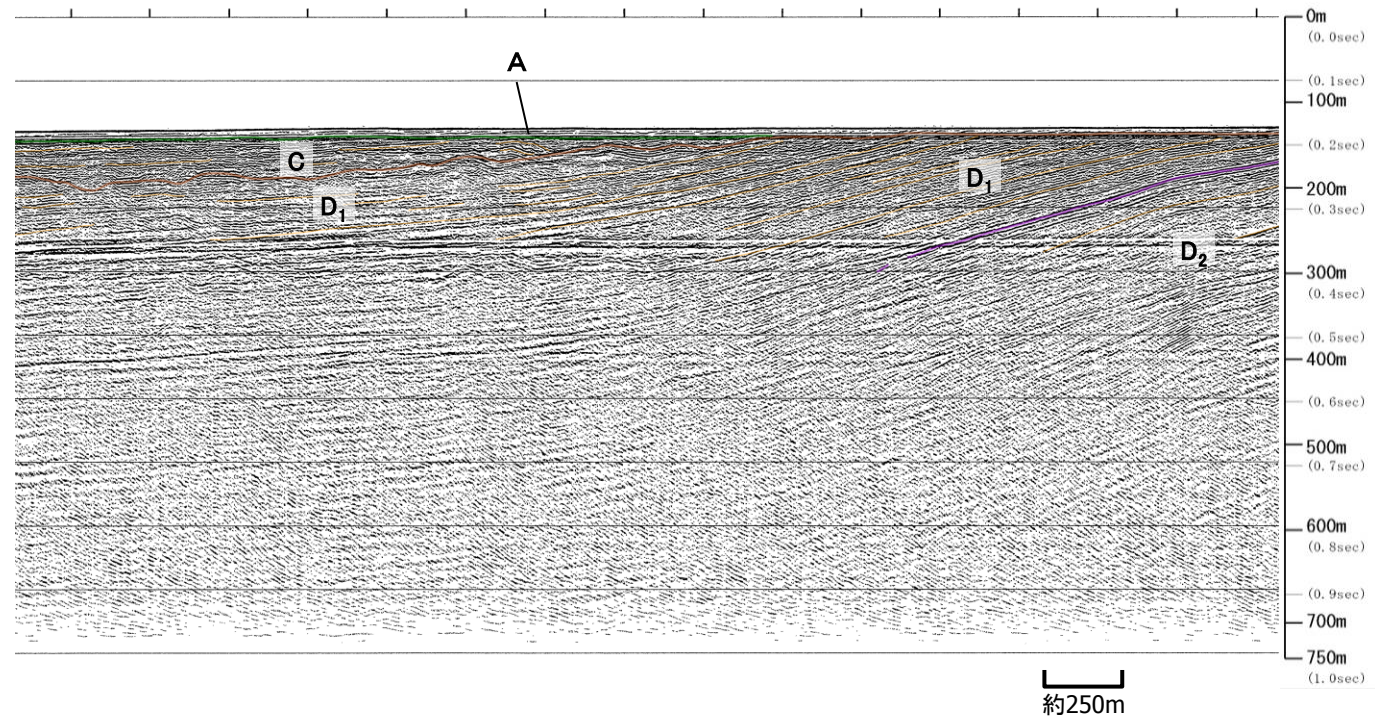 0m
(0.0sec)
A
(0.1sec)
100m
(0.2sec)
C
D₁
D₁
200m
(0.3sec)
D₂
300m
(0.4sec)
(0.5sec)
400m
(0.6sec)
500m
(0.7sec)
600m
(0.8sec)
(0.9sec)
700m
750m
(1.0sec)
約250m